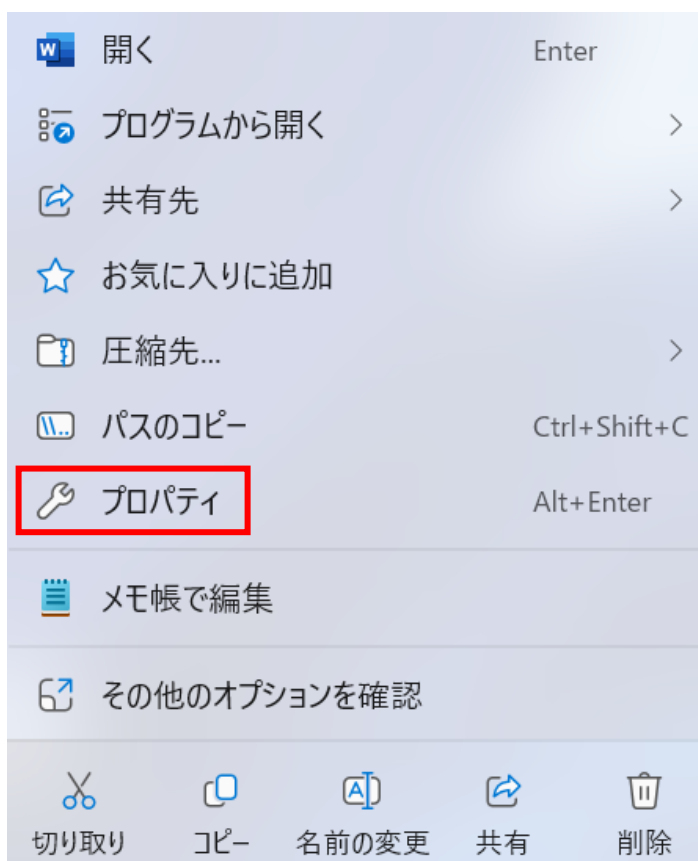 開く Enter
プログラムから開く
共有先
お気に入りに追加
圧縮先...
パスのコピー Ctrl+Shift+C
プロパティ Alt+Enter
メモ帳で編集
その他のオプションを確認
切り取り コピー 名前の変更 共有 削除